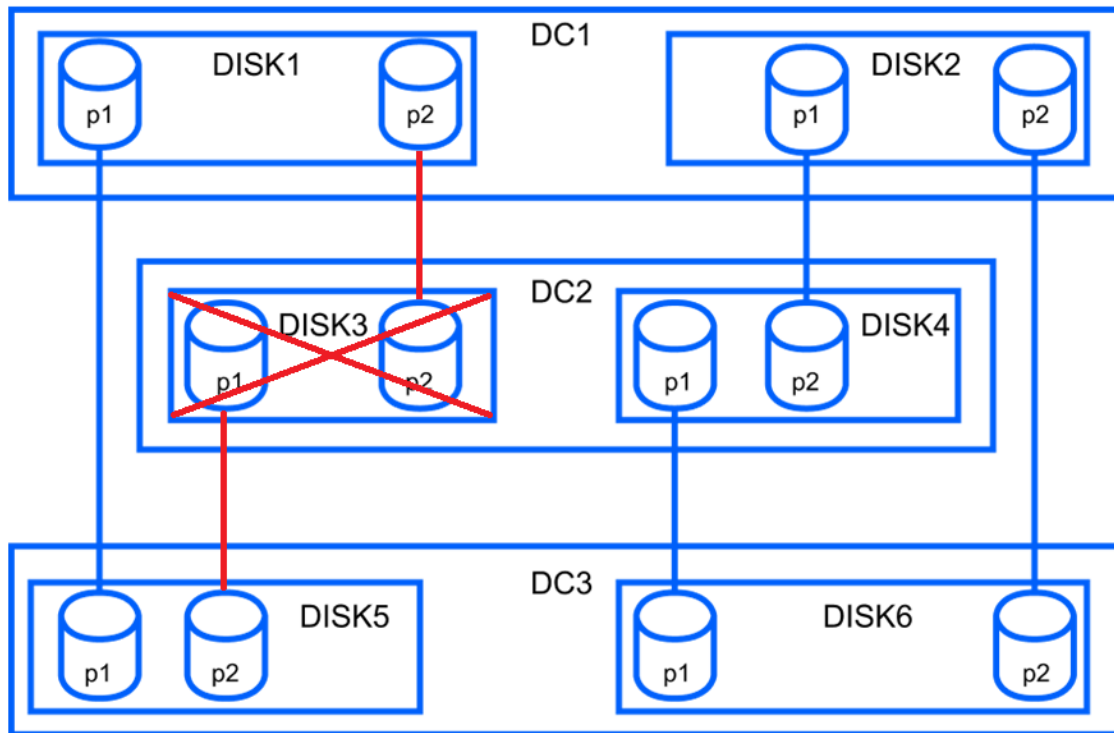 DC1
DISK1
p1
p2
DISK2
p1
p2
DC2
DISK3
p1
p2
DISK4
p1
p2
DC3
DISK5
p1
p2
DISK6
p1
p2